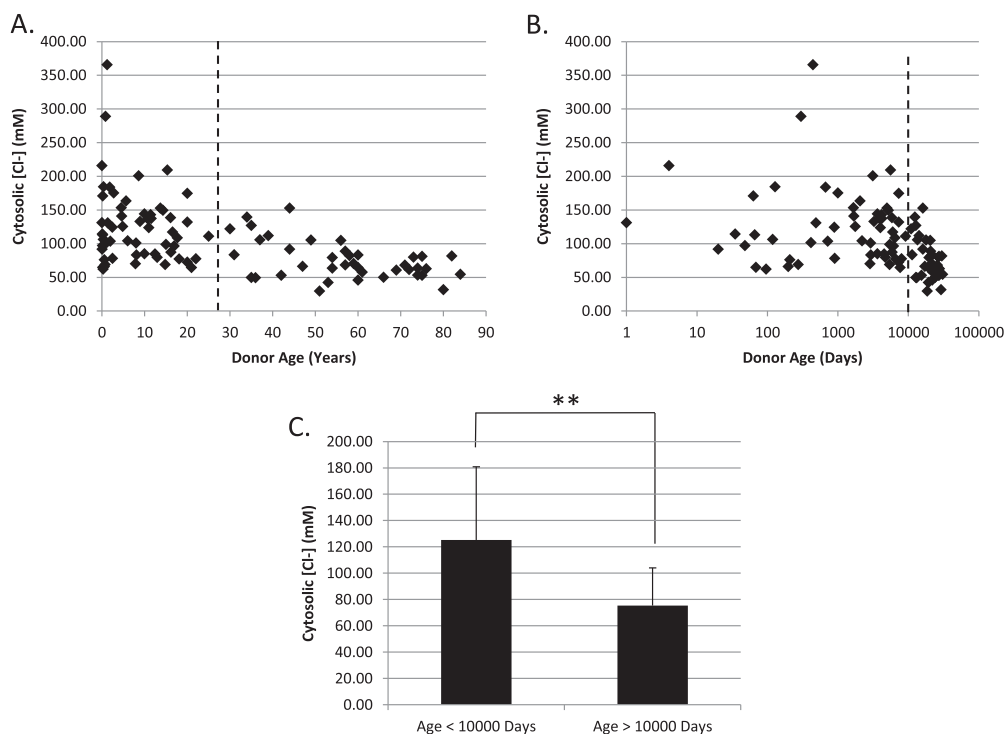 A.
400.00
350.00
300.00
250.00
200.00
150.00
100.00
50.00
0.00
Cytosolic [Cl-] (mM)
0 10 20 30 40 50 60 70 80 90
Donor Age (Years)
B.
400.00
350.00
300.00
250.00
200.00
150.00
100.00
50.00
0.00
Cytosolic [Cl-] (mM)
1 10 100 1000 10000 100000
Donor Age (Days)
C.
**
200.00
180.00
160.00
140.00
120.00
100.00
80.00
60.00
40.00
20.00
0.00
Cytosolic [Cl-] (mM)
Age < 10000 Days Age > 10000 Days